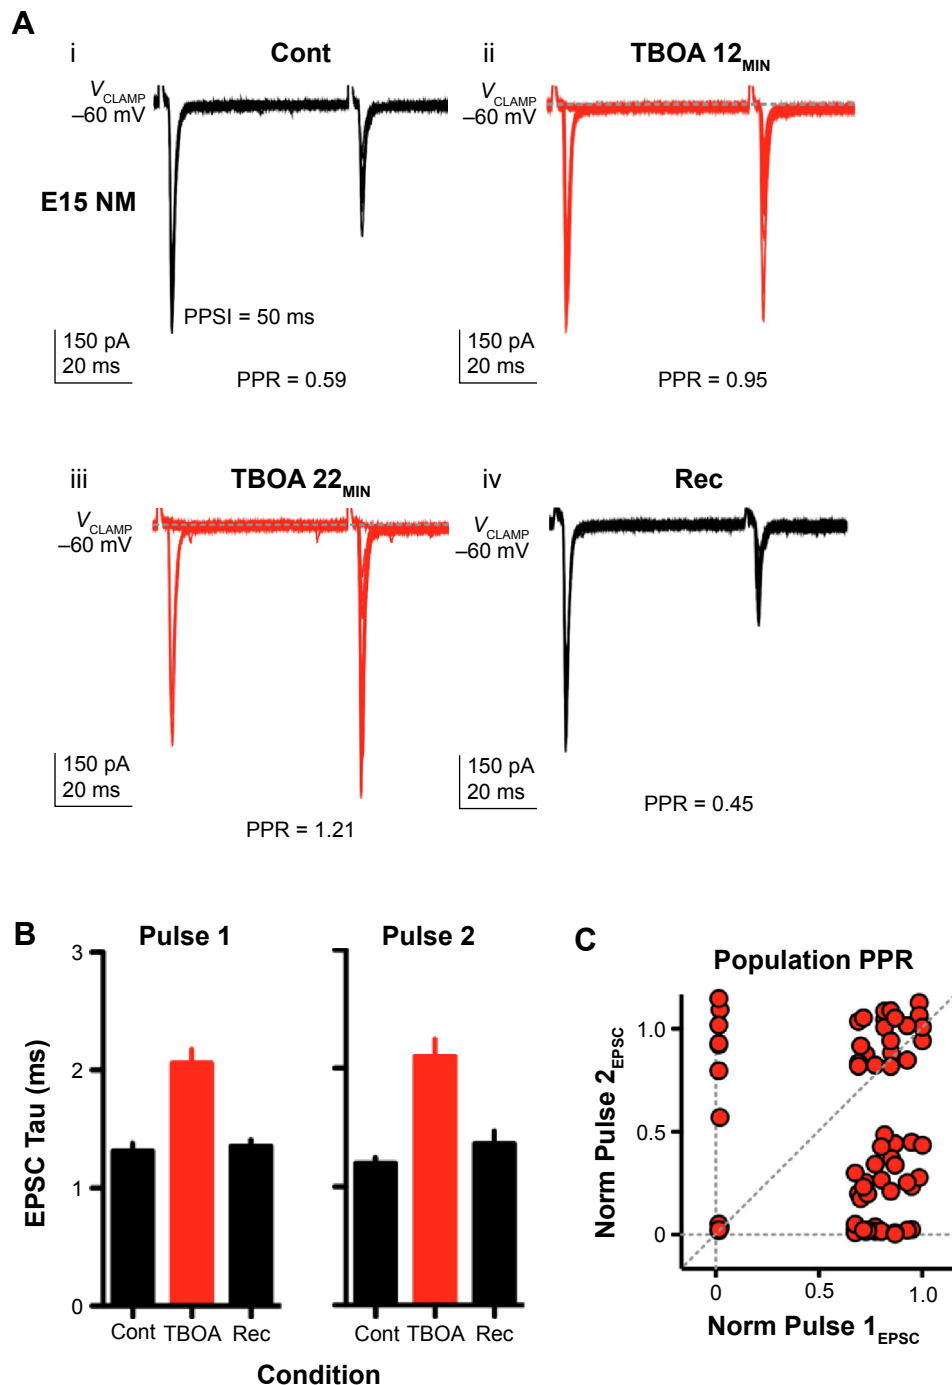 A
i
Cont
V CLAMP
–60 mV
E15 NM
PPSI = 50 ms
150 pA
20 ms
PPR = 0.59
ii
TBOA 12MIN
V CLAMP
–60 mV
150 pA
20 ms
PPR = 0.95
iii
TBOA 22MIN
V CLAMP
–60 mV
150 pA
20 ms
PPR = 1.21
iv
Rec
V CLAMP
–60 mV
150 pA
20 ms
PPR = 0.45
B
Pulse 1
Pulse 2
EPSC Tau (ms)
3
2
1
0
Cont TBOA Rec
Cont TBOA Rec
Condition
C
Population PPR
Norm Pulse 2EPSC
1.0
0.5
0
0 0.5 1.0
Norm Pulse 1EPSC